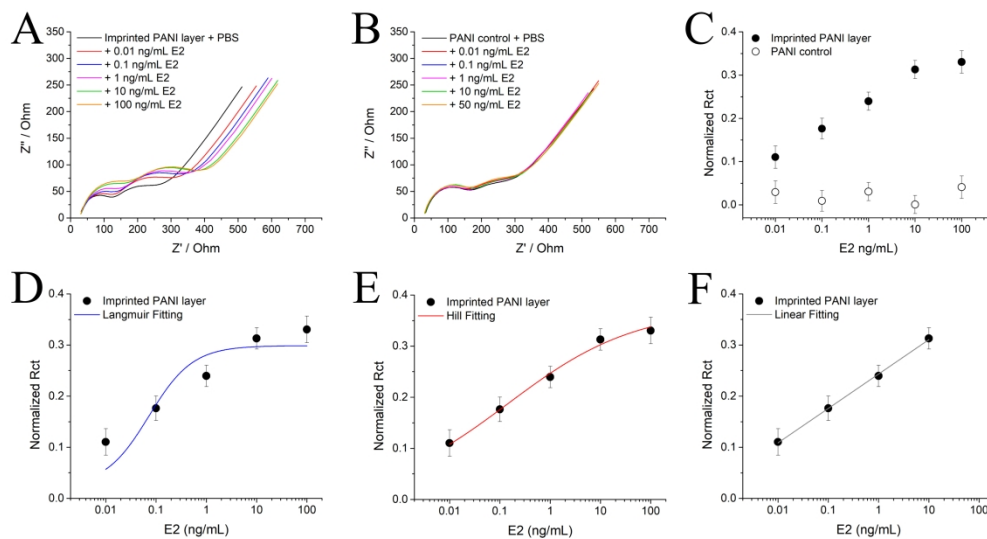 A
350
300
250
200
150
100
50
0
Z'' / Ohm
0 100 200 300 400 500 600 700
Z' / Ohm
Imprinted PANI layer + PBS
+ 0.01 ng/mL E2
+ 0.1 ng/mL E2
+ 1 ng/mL E2
+ 10 ng/mL E2
+ 100 ng/mL E2
B
350
300
250
200
150
100
50
0
Z'' / Ohm
0 100 200 300 400 500 600 700
Z' / Ohm
PANI control + PBS
+ 0.01 ng/mL E2
+ 0.1 ng/mL E2
+ 1 ng/mL E2
+ 10 ng/mL E2
+ 50 ng/mL E2
C
0.4
0.3
0.2
0.1
0.0
Normalized Rct
0.01 0.1 1 10 100
E2 ng/mL)
Imprinted PANI layer
PANI control
D
0.4
0.3
0.2
0.1
0.0
Normalized Rct
0.01 0.1 1 10 100
E2 (ng/mL)
Imprinted PANI layer
Langmuir Fitting
E
0.4
0.3
0.2
0.1
0.0
Normalized Rct
0.01 0.1 1 10 100
E2 (ng/mL)
Imprinted PANI layer
Hill Fitting
F
0.4
0.3
0.2
0.1
0.0
Normalized Rct
0.01 0.1 1 10 100
E2 (ng/mL)
Imprinted PANI layer
Linear Fitting